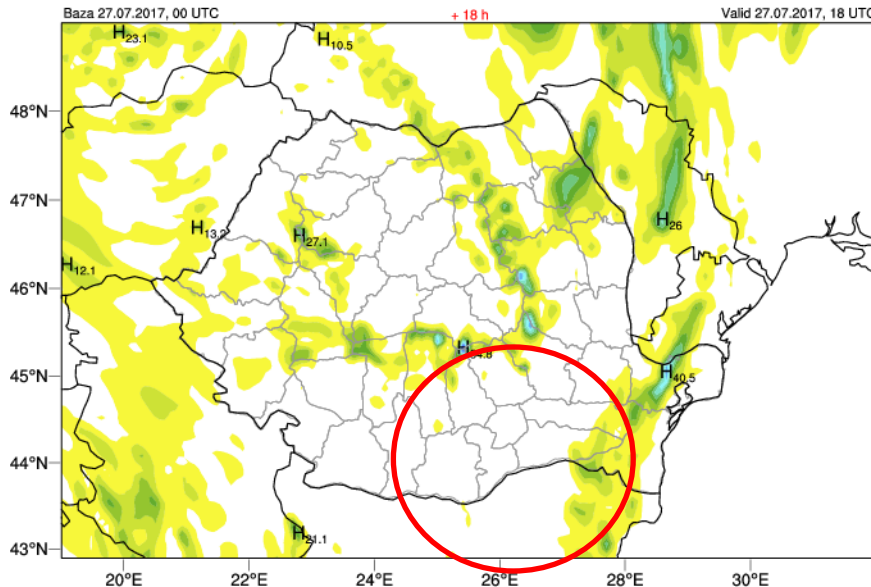 Baza 27.07.2017, 00 UTC
+ 18 h
Valid 27.07.2017, 18 UTC
H23.1
H10.5
48°N
47°N
H26
H13.2
H27.1
H12.1
46°N
H34.8
45°N
H40.5
44°N
H21.1
43°N
20°E
22°E
24°E
26°E
28°E
30°E